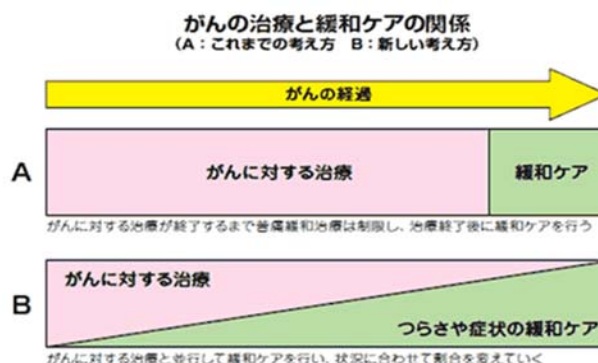 がんの治療と緩和ケアの関係
（A：これまでの考え方 B：新しい考え方）
がんの経過
A
がんに対する治療
緩和ケア
がんに対する治療が終了するまで苦痛緩和治療は制限し、治療終了後に緩和ケアを行う
B
がんに対する治療
つらさや症状の緩和ケア
がんに対する治療と並行して緩和ケアを行い、状況に合わせて割合を変えていく